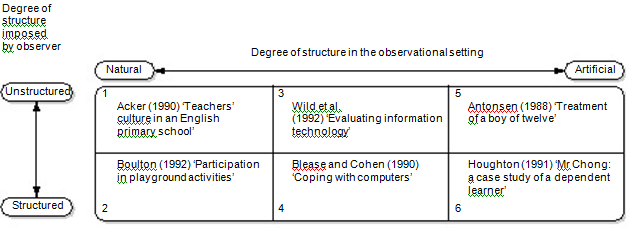 Degree of
structure
imposed
by observer
Degree of structure in the observational setting
Natural
Artificial
Unstructured
Structured
1
Acker (1990) ‘Teachers’
culture in an English
primary school’
3
Wild et al.
(1992) ‘Evaluating information
technology’
5
Antonsen (1988) ‘Treatment
of a boy of twelve’
Boulton (1992) ‘Participation
in playground activities’
2
Blease and Cohen (1990)
‘Coping with computers’
4
Houghton (1991) ‘Mr Chong:
a case study of a dependent
learner’
6